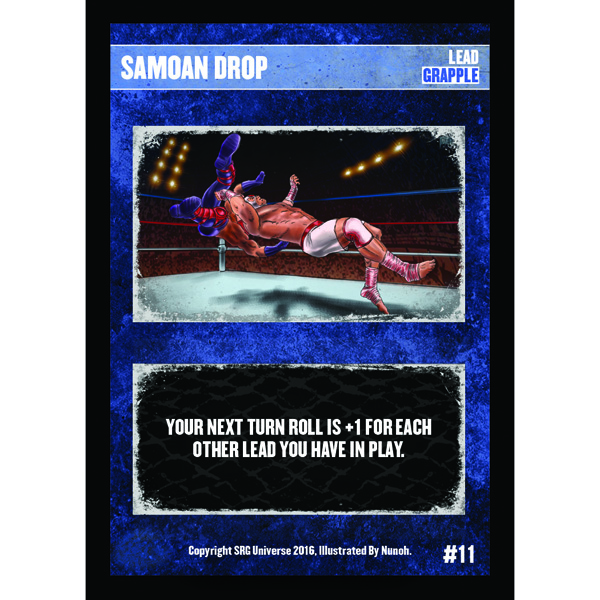 SAMOAN DROP
LEAD
GRAPPLE
YOUR NEXT TURN ROLL IS +1 FOR EACH
OTHER LEAD YOU HAVE IN PLAY.
Copyright SRG Universe 2016, Illustrated By Nunoh.
#11